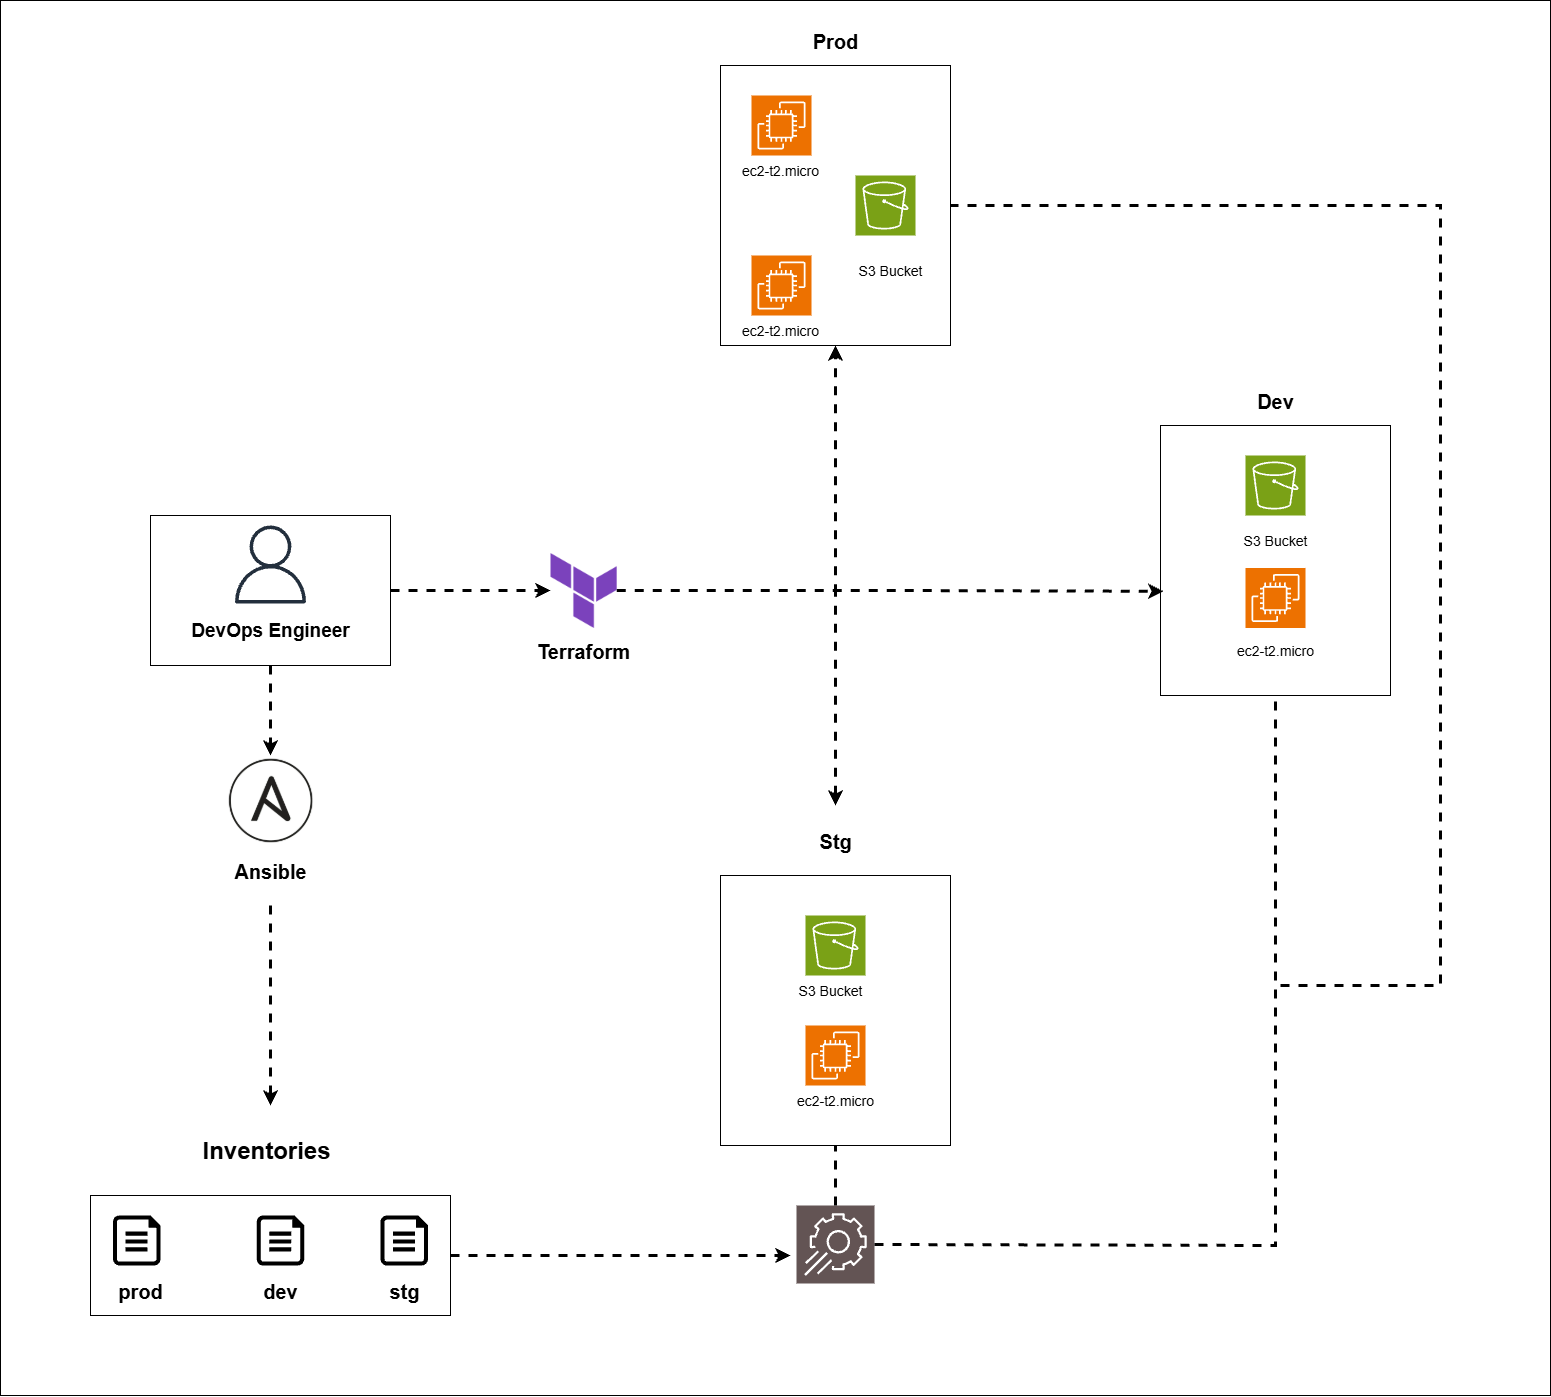 Prod
ec2-t2.micro
S3 Bucket
ec2-t2.micro
Dev
S3 Bucket
ec2-t2.micro
DevOps Engineer
Terraform
Ansible
Stg
S3 Bucket
ec2-t2.micro
Inventories
prod
dev
stg